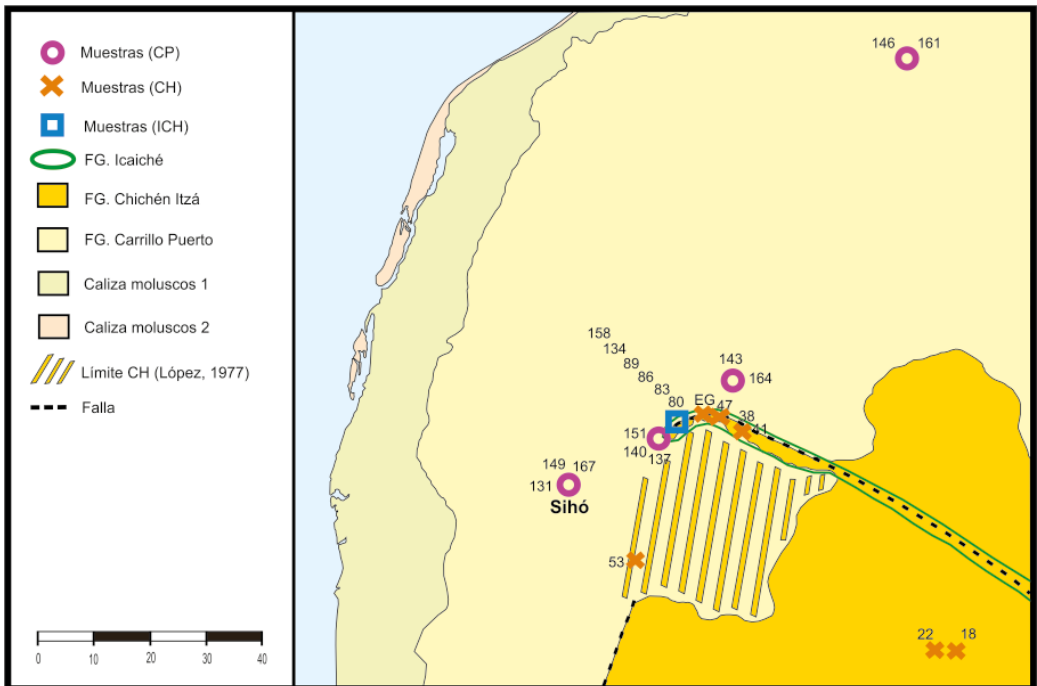 Muestras (CP)
Muestras (CH)
Muestras (ICH)
FG. Icaiché
FG. Chichén Itzá
FG. Carrillo Puerto
Caliza moluscos 1
Caliza moluscos 2
Límite CH (López, 1977)
Falla
0 10 20 30 40
146 161
158
134
89
86
83
80
EG
47
38
41
143
164
151
140
137
149 167
131
Sihó
53
22 18